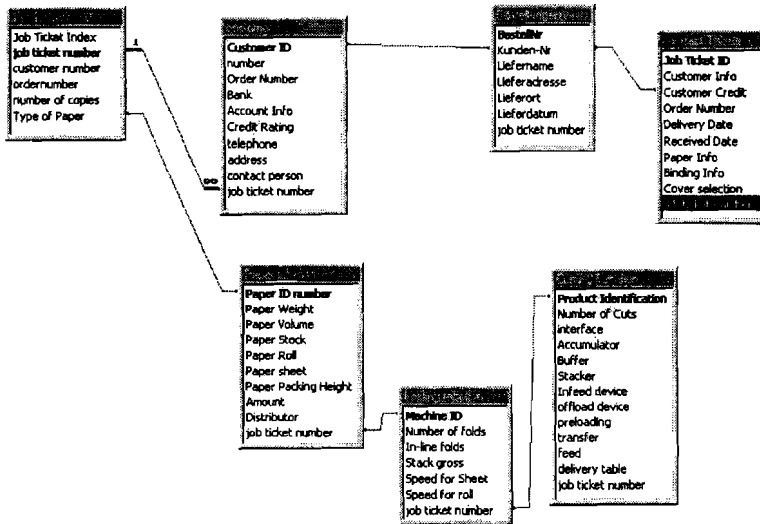 Job Ticket Index
job ticket number
customer number
ordernumber
number of copies
Type of Paper
1
∞
Customer ID
number
Order Number
Bank
Account Info
Credit Rating
telephone
address
contact person
job ticket number
BestellNr
Kunden-Nr
Liefername
Lieferadresse
Lieferort
Lieferdatum
job ticket number
Job Ticket ID
Customer Info
Customer Credit
Order Number
Delivery Date
Received Date
Paper Info
Binding Info
Cover selection
Paper ID number
Paper Weight
Paper Volume
Paper Stock
Paper Roll
Paper sheet
Paper Packing Height
Amount
Distributor
job ticket number
Machine ID
Number of folds
In-line folds
Stack gross
Speed for Sheet
Speed for roll
job ticket number
Product Identification
Number of Cuts
interface
Accumulator
Buffer
Stacker
Infeed device
offload device
preloading
transfer
feed
delivery table
job ticket number